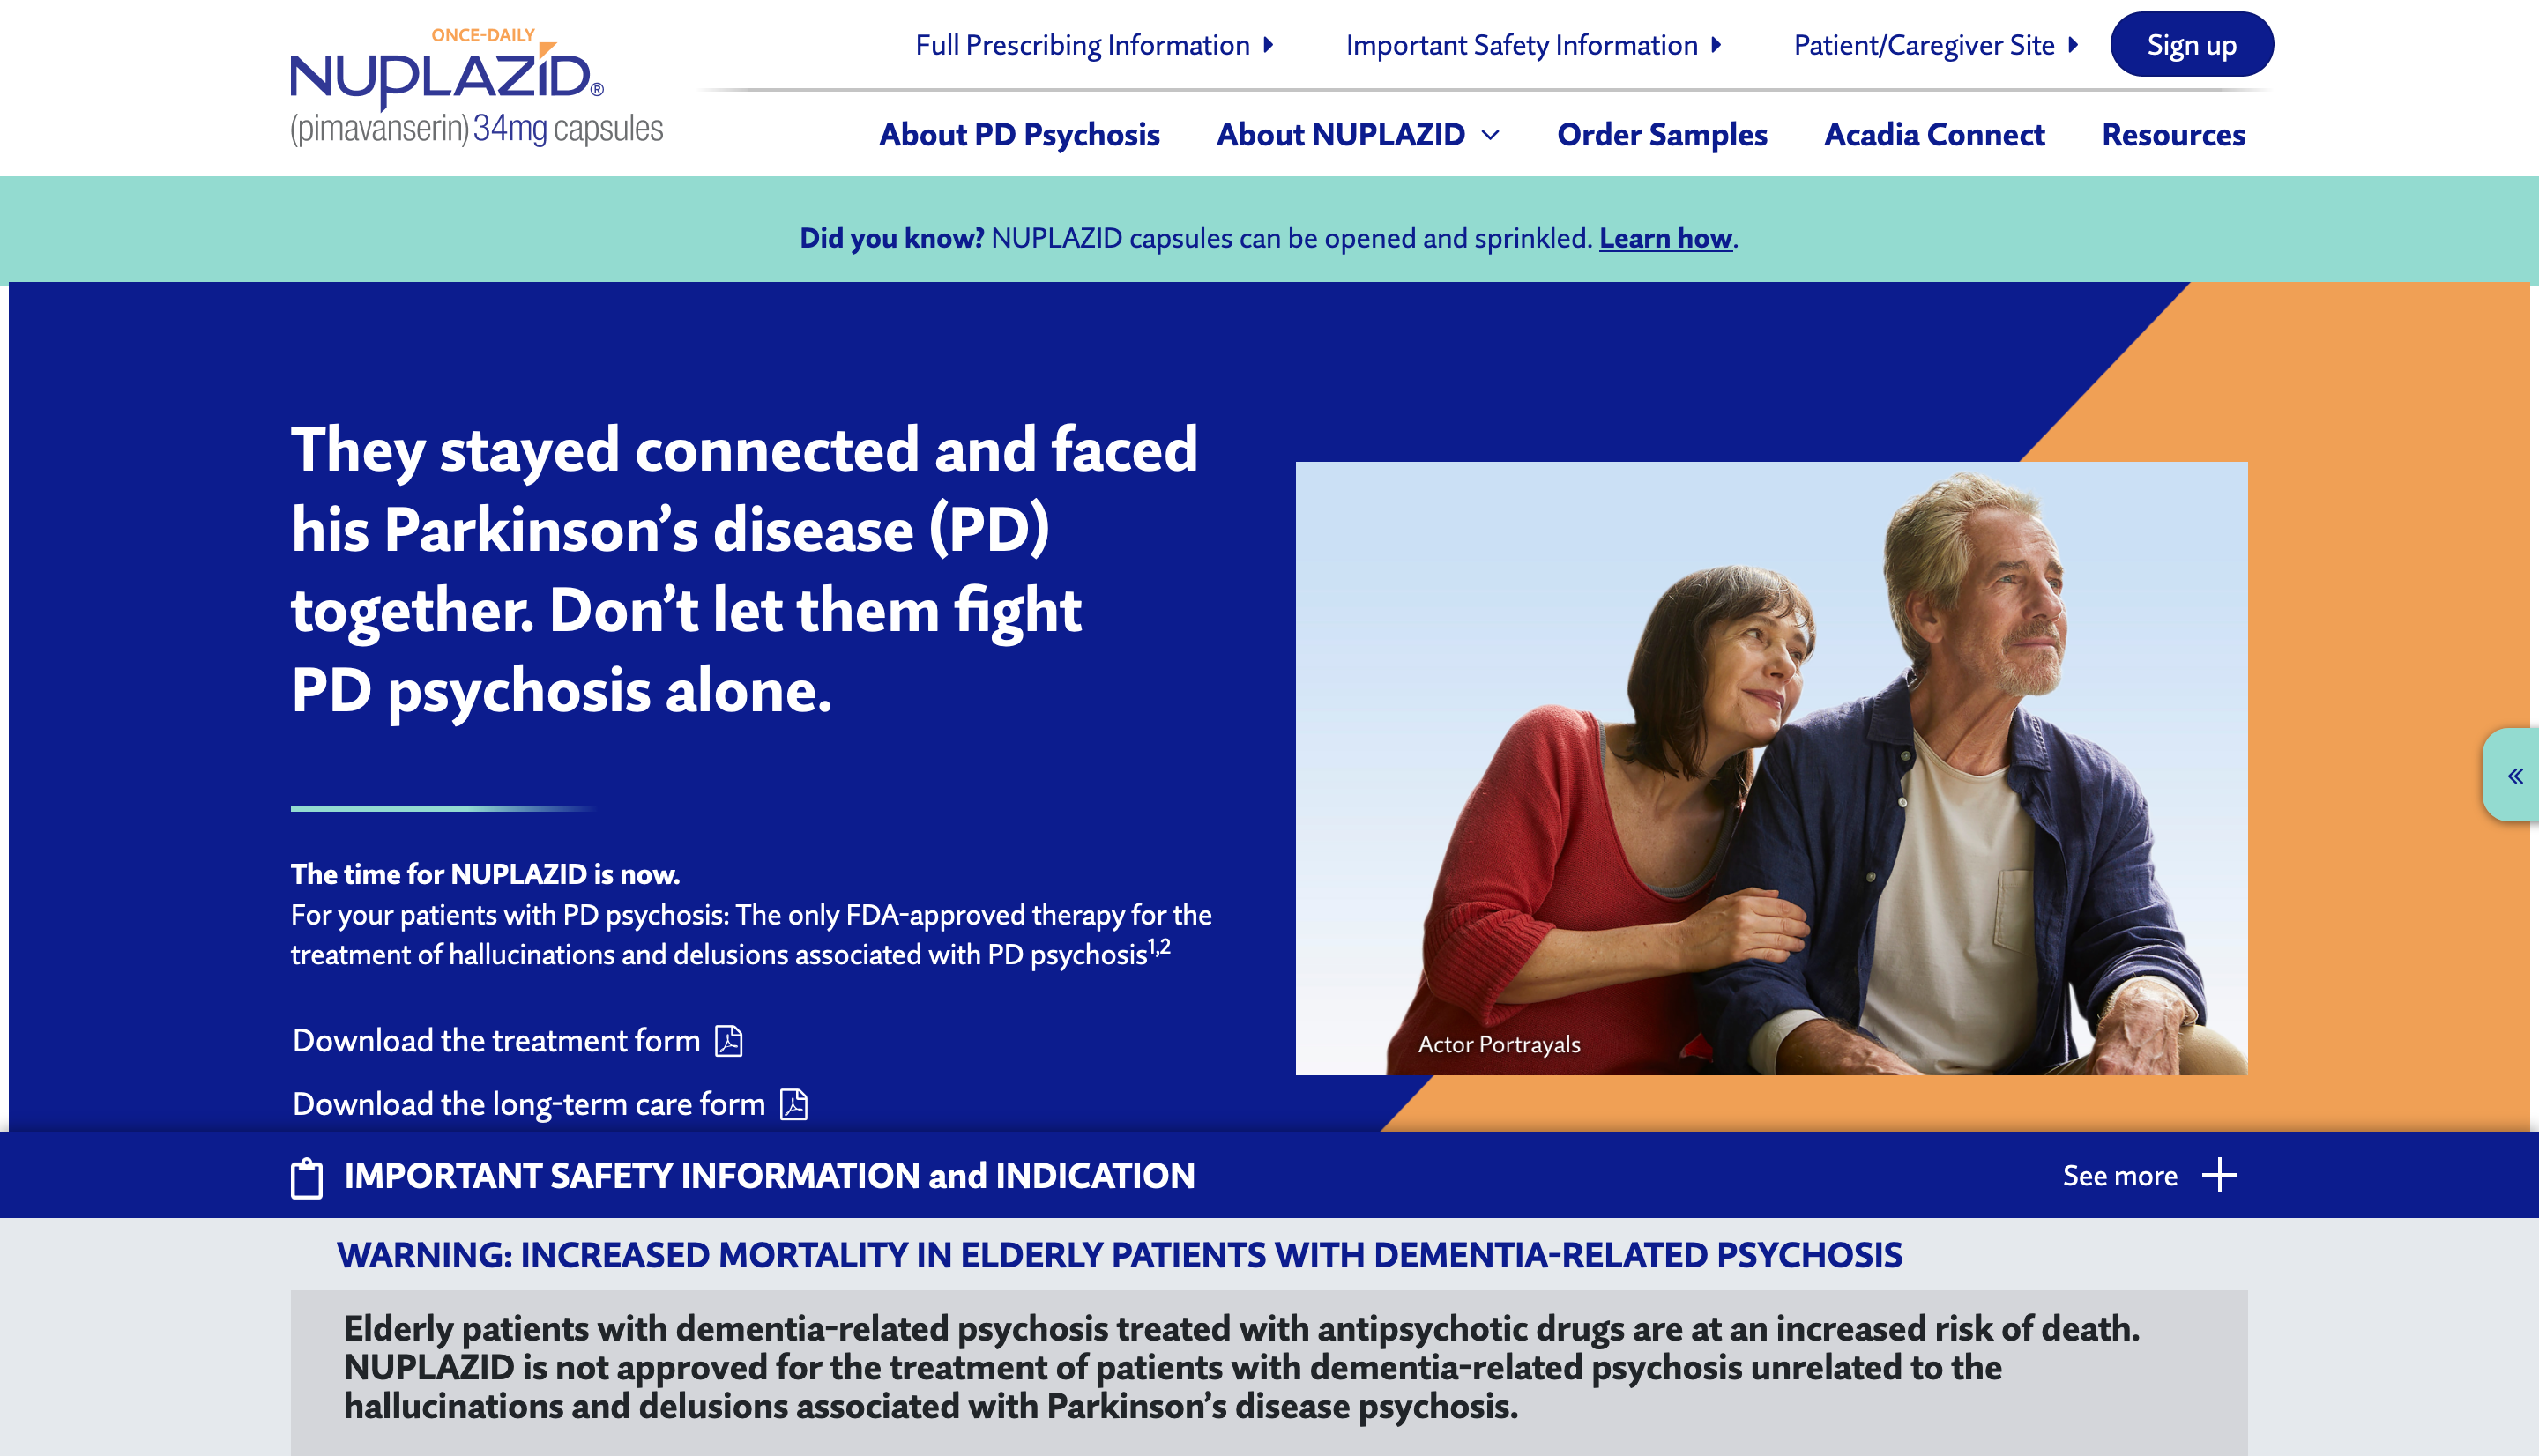 ONCE-DAILY
NUPLAZID®
(pimavanserin) 34mg capsules
Full Prescribing Information
Important Safety Information
Patient/Caregiver Site
Sign up
About PD Psychosis
About NUPLAZID
Order Samples
Acadia Connect
Resources
Did you know? NUPLAZID capsules can be opened and sprinkled. Learn how.
They stayed connected and faced
his Parkinson’s disease (PD)
together. Don’t let them fight
PD psychosis alone.
The time for NUPLAZID is now.
For your patients with PD psychosis: The only FDA-approved therapy for the
treatment of hallucinations and delusions associated with PD psychosis1,2
Download the treatment form
Download the long-term care form
Actor Portrayals
IMPORTANT SAFETY INFORMATION and INDICATION
See more
WARNING: INCREASED MORTALITY IN ELDERLY PATIENTS WITH DEMENTIA-RELATED PSYCHOSIS
Elderly patients with dementia-related psychosis treated with antipsychotic drugs are at an increased risk of death.
NUPLAZID is not approved for the treatment of patients with dementia-related psychosis unrelated to the
hallucinations and delusions associated with Parkinson’s disease psychosis.